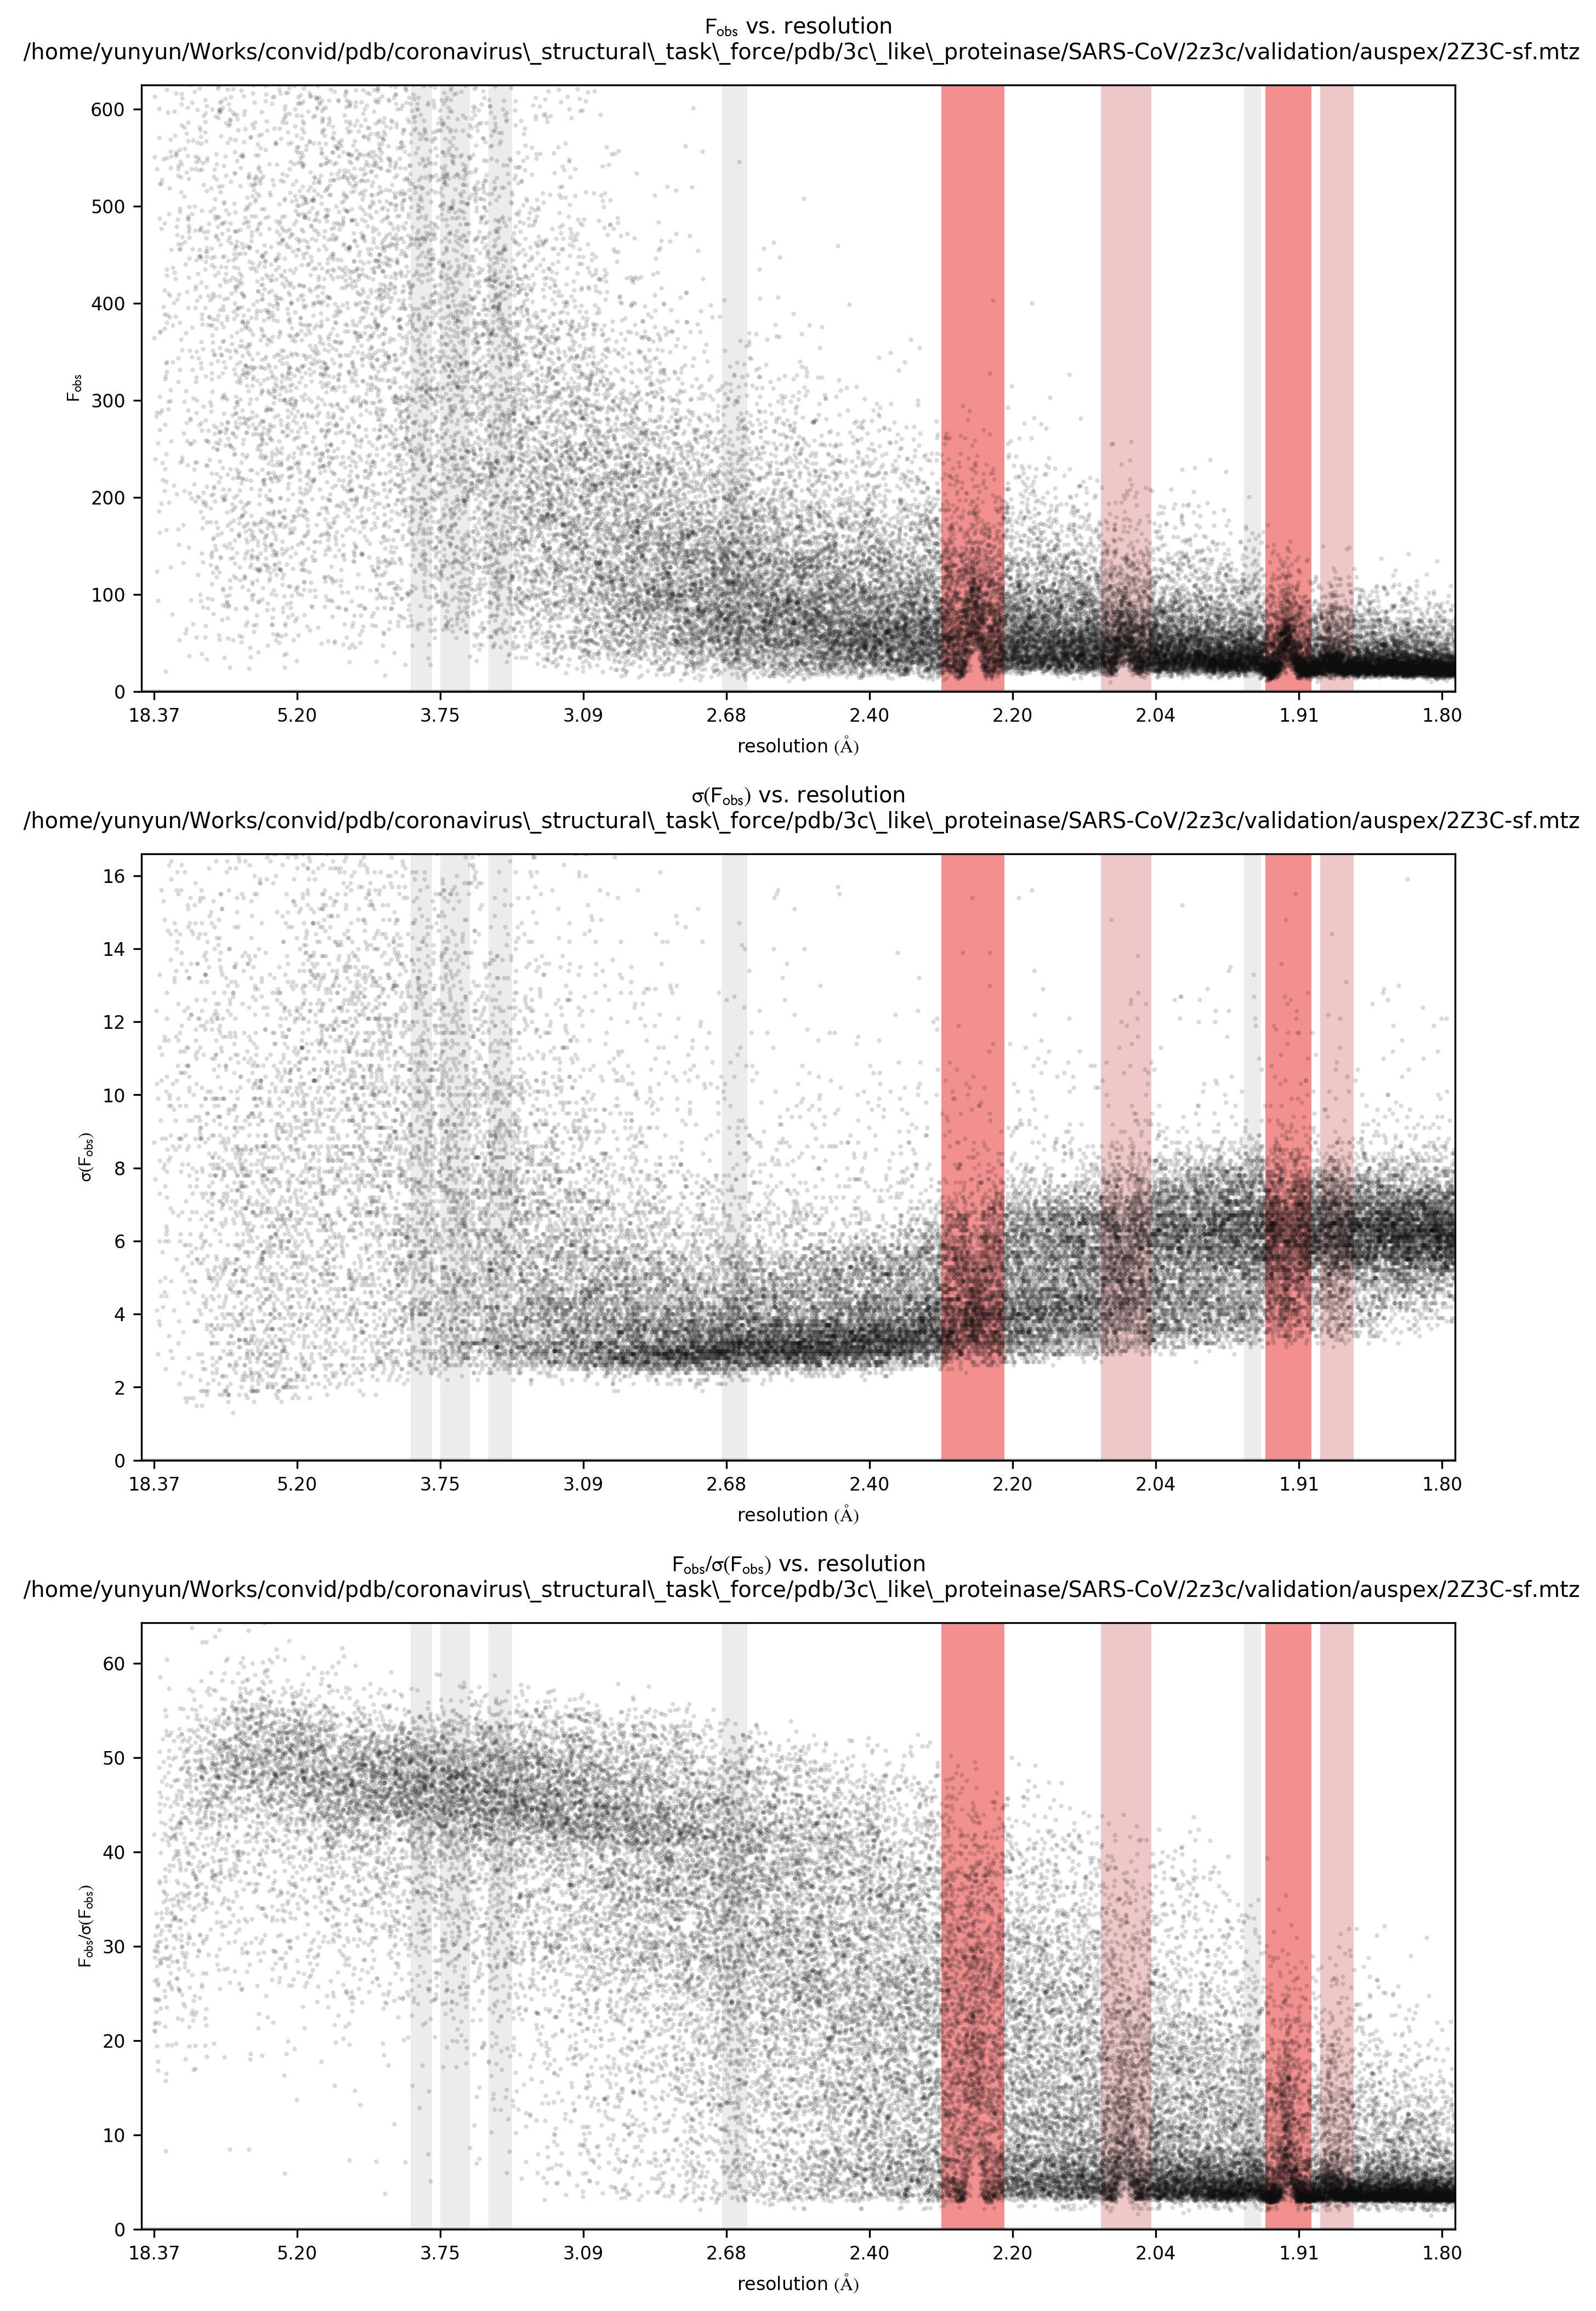 Fobs vs. resolution
/home/yunyun/Works/convid/pdb/coronavirus\_structural\_task\_force/pdb/3c\_like\_proteinase/SARS-CoV/2z3c/validation/auspex/2Z3C-sf.mtz
600
500
400
300
200
100
0
Fobs
18.37 5.20 3.75 3.09 2.68 2.40 2.20 2.04 1.91 1.80
resolution (Å)
σ(Fobs) vs. resolution
/home/yunyun/Works/convid/pdb/coronavirus\_structural\_task\_force/pdb/3c\_like\_proteinase/SARS-CoV/2z3c/validation/auspex/2Z3C-sf.mtz
16
14
12
10
8
6
4
2
0
σ(Fobs)
18.37 5.20 3.75 3.09 2.68 2.40 2.20 2.04 1.91 1.80
resolution (Å)
Fobs/σ(Fobs) vs. resolution
/home/yunyun/Works/convid/pdb/coronavirus\_structural\_task\_force/pdb/3c\_like\_proteinase/SARS-CoV/2z3c/validation/auspex/2Z3C-sf.mtz
60
50
40
30
20
10
0
Fobs/σ(Fobs)
18.37 5.20 3.75 3.09 2.68 2.40 2.20 2.04 1.91 1.80
resolution (Å)